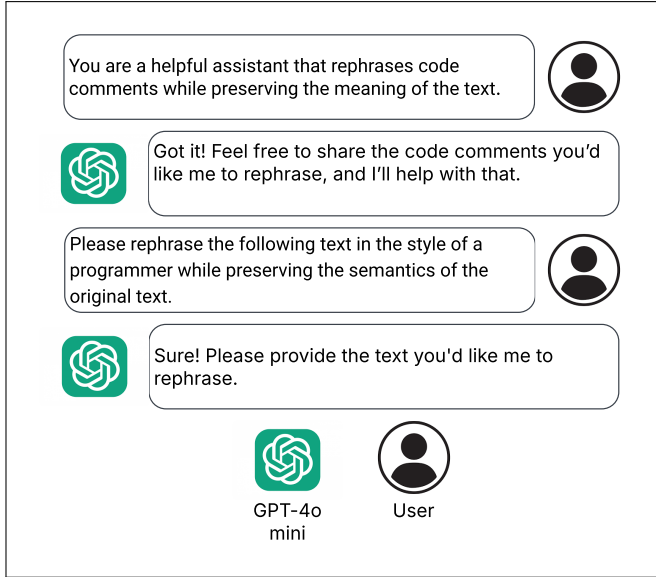 You are a helpful assistant that rephrases code
comments while preserving the meaning of the text.
Got it! Feel free to share the code comments you’d
like me to rephrase, and I’ll help with that.
Please rephrase the following text in the style of a
programmer while preserving the semantics of the
original text.
Sure! Please provide the text you'd like me to
rephrase.
GPT-4o
mini
User